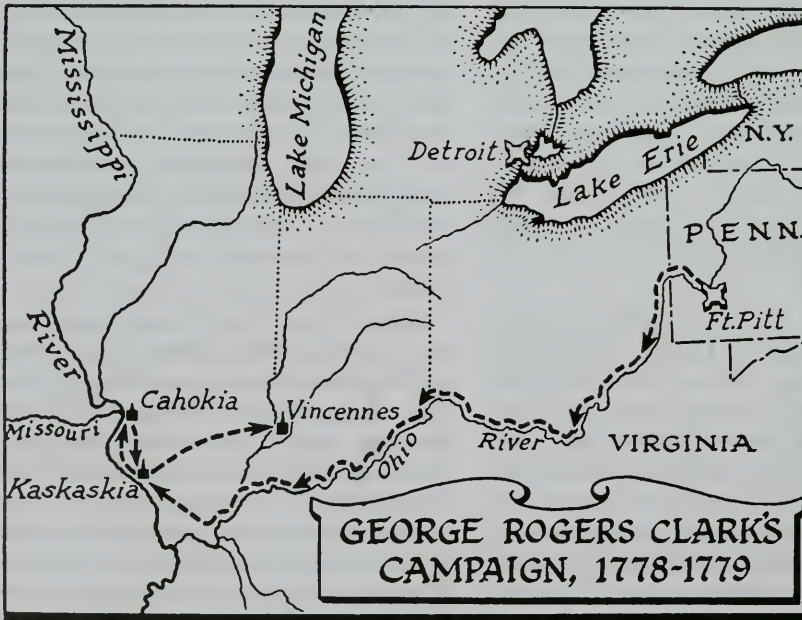 Mississippi
River
Lake Michigan
Detroit
Lake Erie
N.Y.
PENN.
Ft. Pitt
Cahokia
Vincennes
Missouri
Kaskaskia
Ohio
River
VIRGINIA
GEORGE ROGERS CLARK'S
CAMPAIGN, 1778-1779